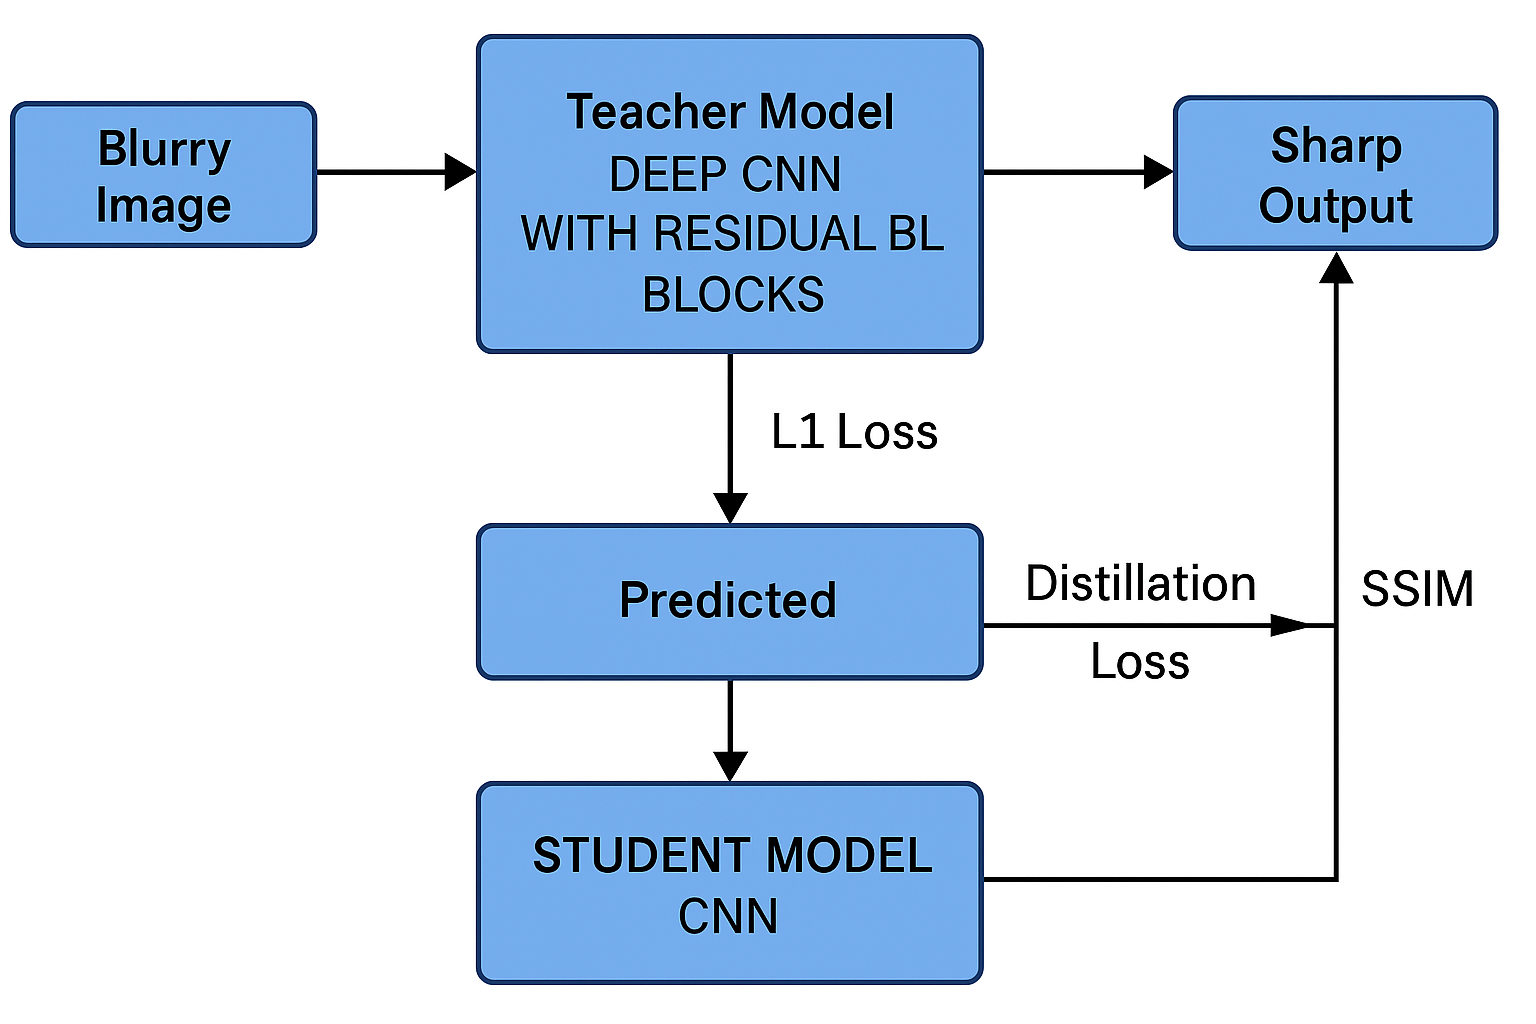 Blurry
Image
Teacher Model
DEEP CNN
WITH RESIDUAL BL
BLOCKS
Sharp
Output
L1 Loss
Predicted
Distillation
Loss
SSIM
STUDENT MODEL
CNN